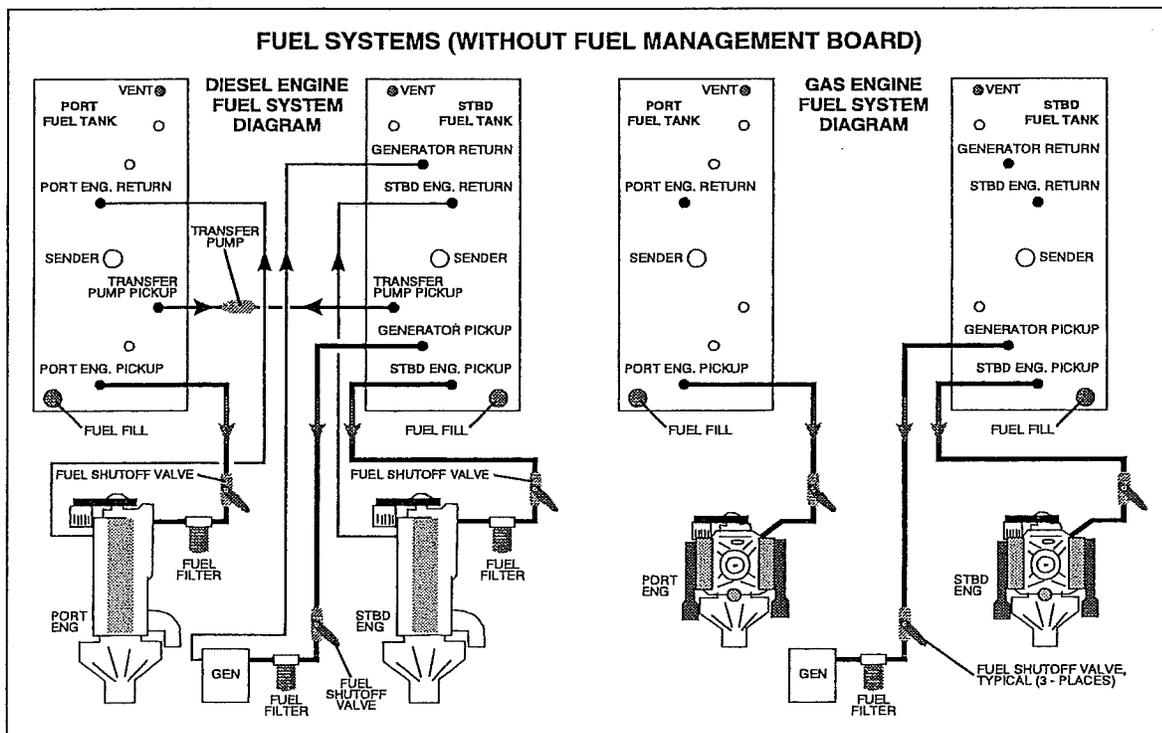 FUEL SYSTEMS (WITHOUT FUEL MANAGEMENT BOARD)
DIESEL ENGINE
FUEL SYSTEM
DIAGRAM
VENT
PORT
FUEL TANK
PORT ENG. RETURN
TRANSFER
PUMP
SENDER
TRANSFER
PUMP PICKUP
PORT ENG. PICKUP
FUEL FILL
VENT
STBD
FUEL TANK
GENERATOR RETURN
STBD ENG. RETURN
SENDER
TRANSFER
PUMP PICKUP
GENERATOR PICKUP
STBD ENG. PICKUP
FUEL FILL
FUEL SHUTOFF VALVE
FUEL
FILTER
PORT
ENG
GEN
FUEL
FILTER
FUEL
SHUTOFF
VALVE
FUEL SHUTOFF VALVE
FUEL
FILTER
STBD
ENG
GAS ENGINE
FUEL SYSTEM
DIAGRAM
VENT
PORT
FUEL TANK
PORT ENG. RETURN
SENDER
PORT ENG. PICKUP
FUEL FILL
VENT
STBD
FUEL TANK
GENERATOR RETURN
STBD ENG. RETURN
SENDER
GENERATOR PICKUP
STBD ENG. PICKUP
FUEL FILL
PORT
ENG
STBD
ENG
GEN
FUEL
FILTER
FUEL SHUTOFF VALVE,
TYPICAL (3 - PLACES)